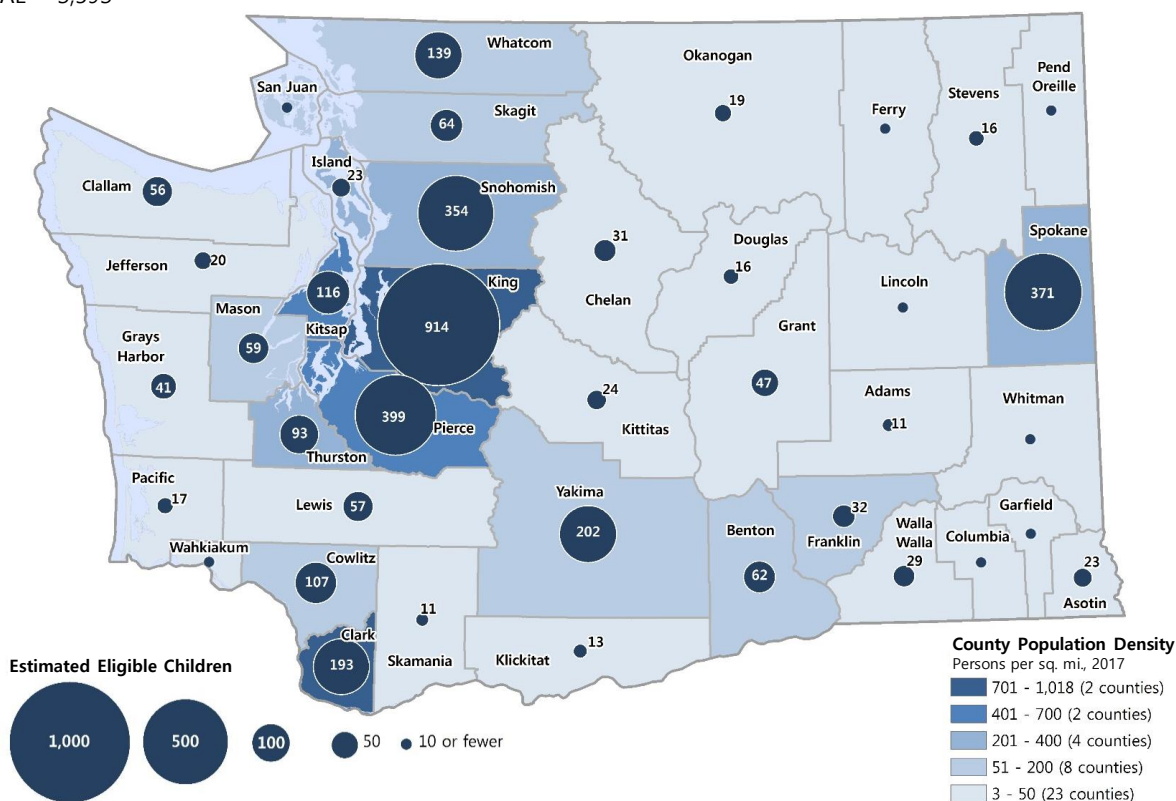 Whatcom
139
Okanogan
19
San Juan
Skagit
64
Ferry
Stevens
16
Pend
Oreille
Island
23
Clallam
56
Snohomish
354
Jefferson
20
Chelan
31
Douglas
16
Spokane
371
Kitsap
116
King
914
Lincoln
Mason
59
Grays
Harbor
41
Grant
47
Adams
11
Whitman
Kittitas
24
Pierce
399
Thurston
93
Pacific
17
Lewis
57
Yakima
202
Benton
62
Franklin
32
Walla
Walla
29
Columbia
Garfield
Asotin
23
Wahkiakum
Cowlitz
107
Skamania
11
Clark
193
Klickitat
13
Estimated Eligible Children
1,000
500
100
50
10 or fewer
County Population Density
Persons per sq. mi., 2017
701 - 1,018 (2 counties)
401 - 700 (2 counties)
201 - 400 (4 counties)
51 - 200 (8 counties)
3 - 50 (23 counties)